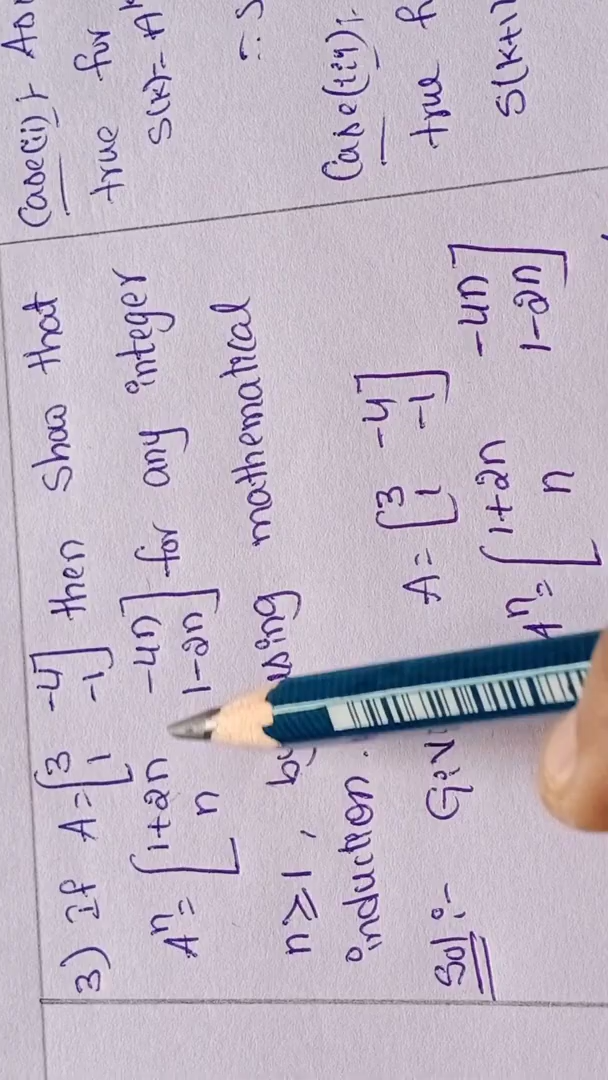 3) If A = [3 -4
1 -1] then show that
Aⁿ = [1+2n -4n
n 1-2n] for any integer
n ≥ 1, by using mathematical
induction.
Sol:- A = [3 -4
1 -1]
Aⁿ = [1+2n -4n
n 1-2n]
Case(ii):-
true for
S(k)=A
∴ S
Case(iii):-
true f
S(k+1)